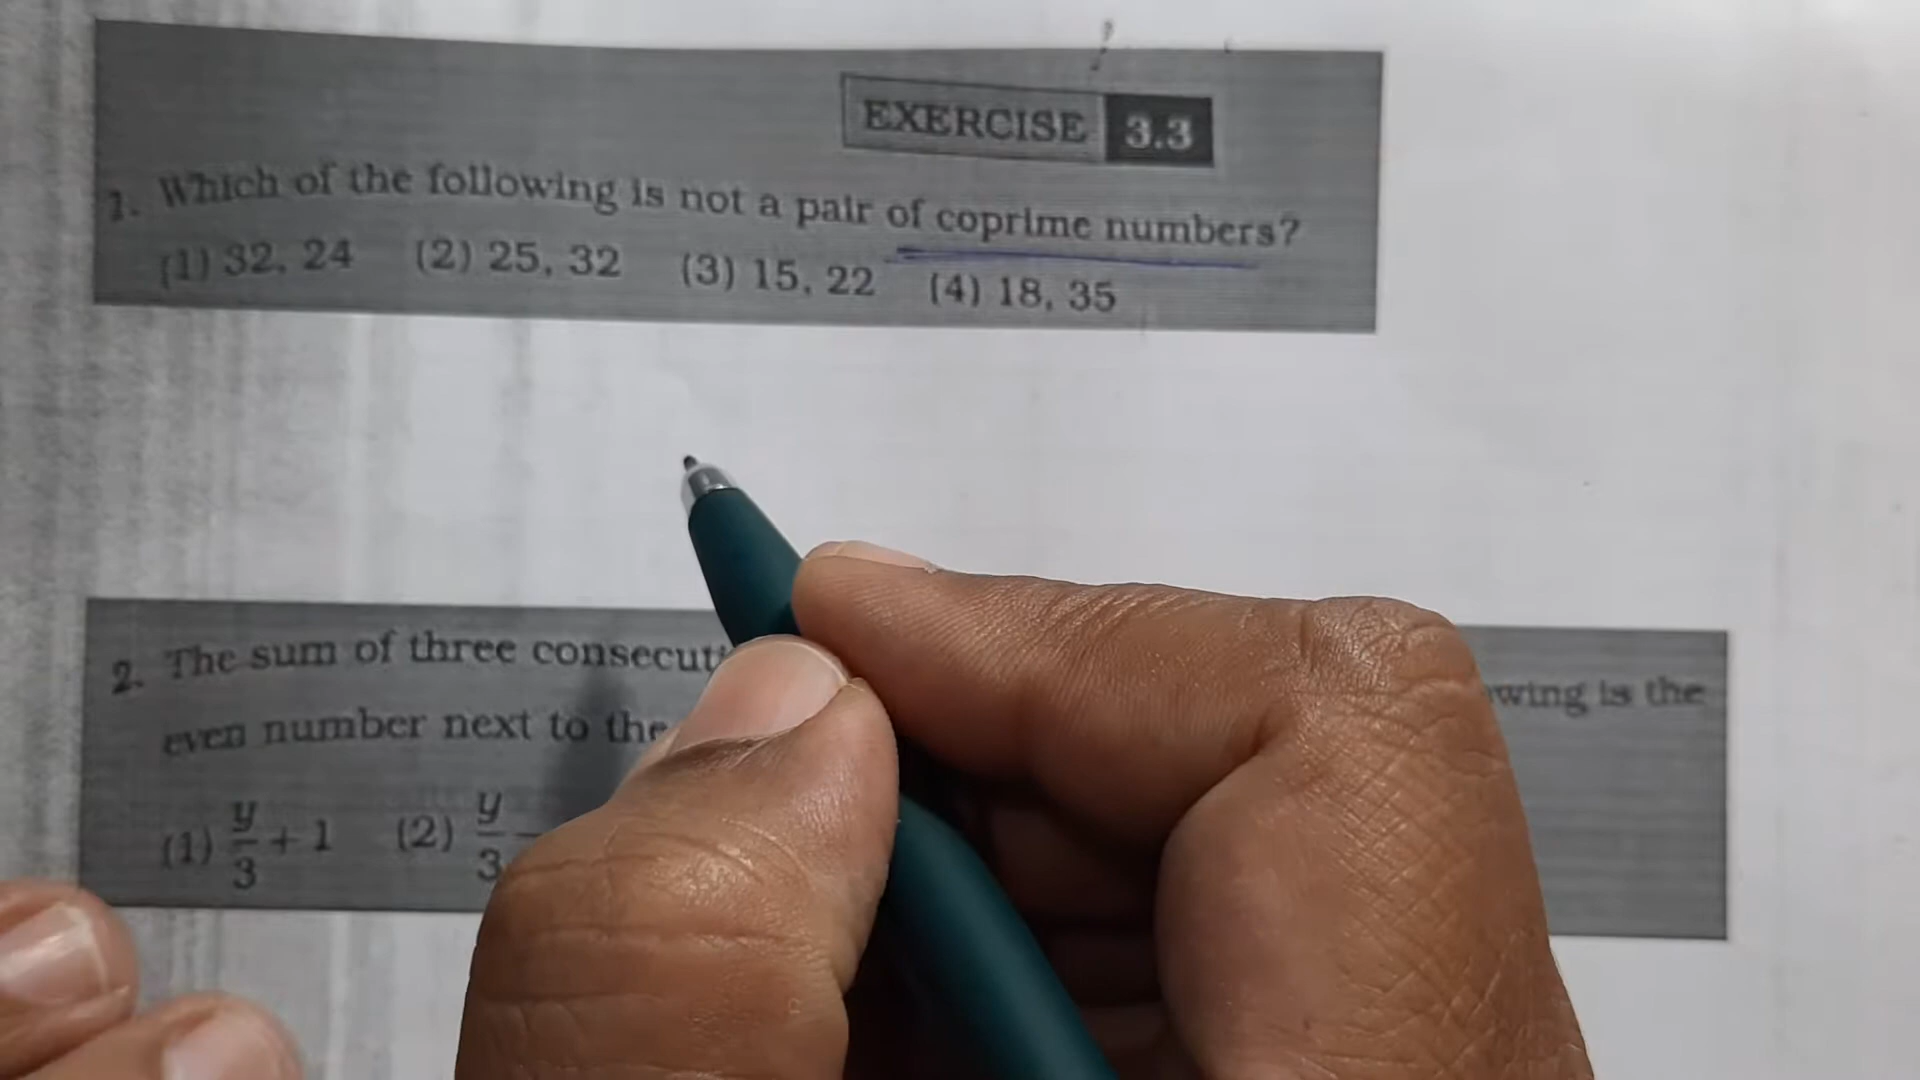 EXERCISE 3.3
1. Which of the following is not a pair of coprime numbers?
(1) 32, 24 (2) 25, 32 (3) 15, 22 (4) 18, 35
2. The sum of three wing is the
even number next to the
(1) y/3 + 1 (2) y/3